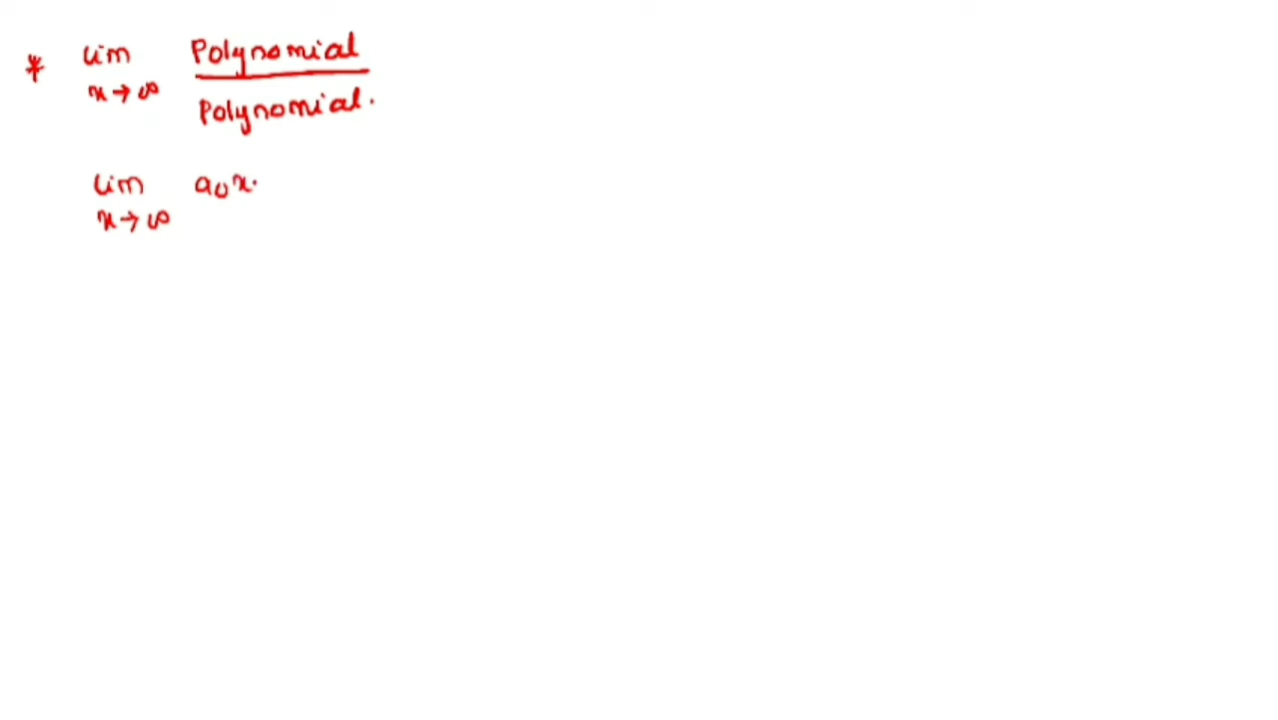 * lim Polynomial
x→∞ Polynomial.
lim a₀x.
x→∞